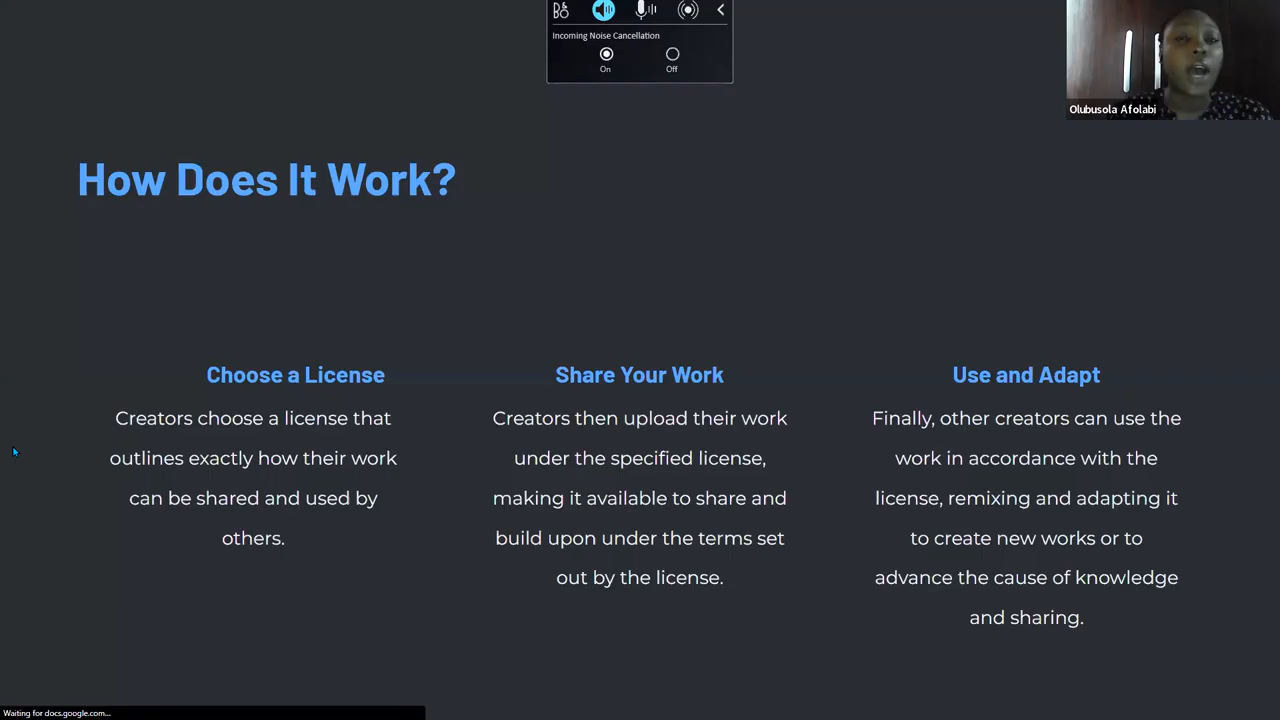 Incoming Noise Cancellation
On Off
Olubusola Afolabi
How Does It Work?
Choose a License
Creators choose a license that
outlines exactly how their work
can be shared and used by
others.
Share Your Work
Creators then upload their work
under the specified license,
making it available to share and
build upon under the terms set
out by the license.
Use and Adapt
Finally, other creators can use the
work in accordance with the
license, remixing and adapting it
to create new works or to
advance the cause of knowledge
and sharing.
Waiting for docs.google.com...